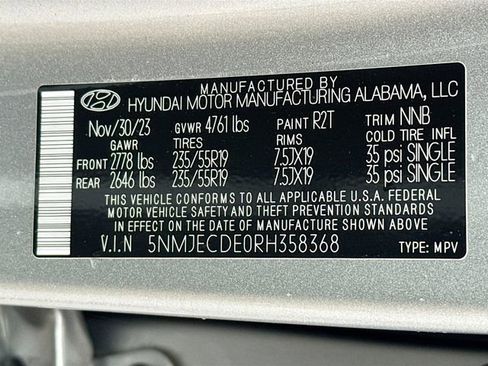 MANUFACTURED BY
HYUNDAI MOTOR MANUFACTURING ALABAMA, LLC
Nov/30/23 GVWR 4761 lbs PAINT R2T TRIM NNB
GAWR TIRES RIMS COLD TIRE INFL
FRONT 2778 lbs 235/55R19 7.5JX19 35 psi SINGLE
REAR 2646 lbs 235/55R19 7.5JX19 35 psi SINGLE
THIS VEHICLE CONFORMS TO ALL APPLICABLE U.S.A. FEDERAL
MOTOR VEHICLE SAFETY AND THEFT PREVENTION STANDARDS
IN EFFECT ON THE DATE OF MANUFACTURE SHOWN ABOVE.
V.I.N 5NMJECDE0RH358368 TYPE: MPV